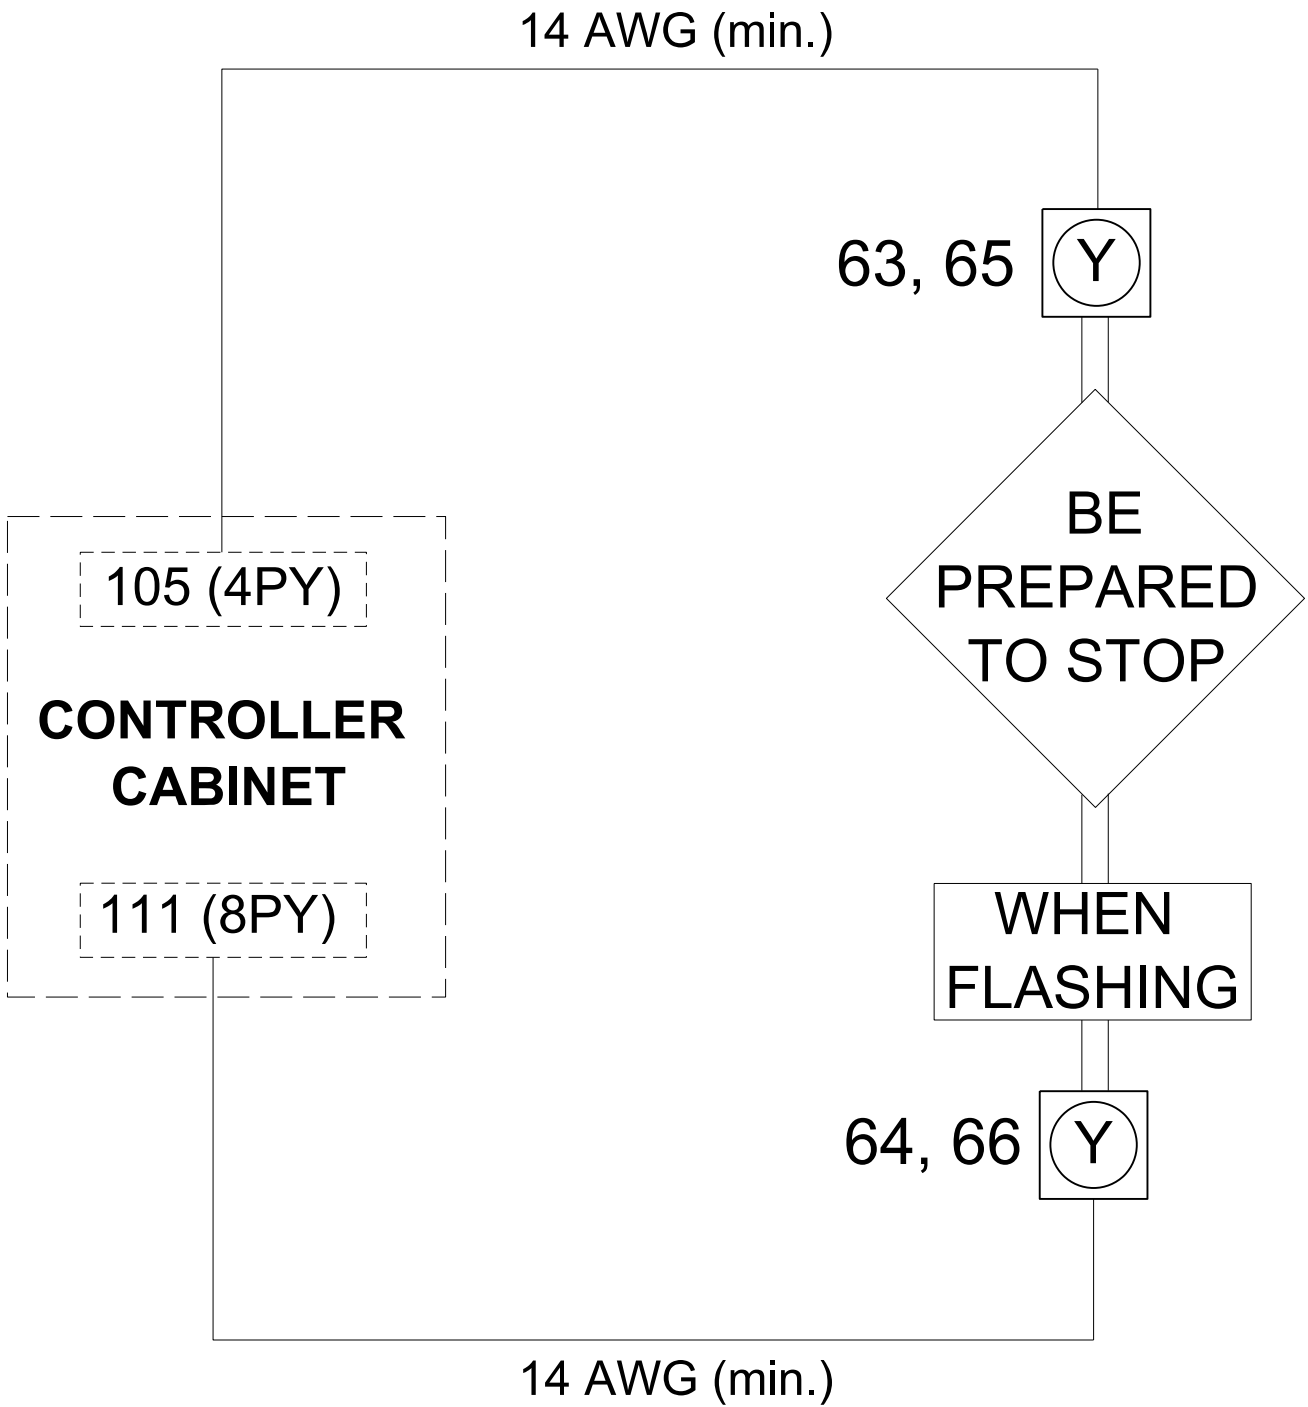 14 AWG (min.)
63, 65
Y
BE
PREPARED
TO STOP
105 (4PY)
CONTROLLER
CABINET
111 (8PY)
WHEN
FLASHING
64, 66
Y
14 AWG (min.)